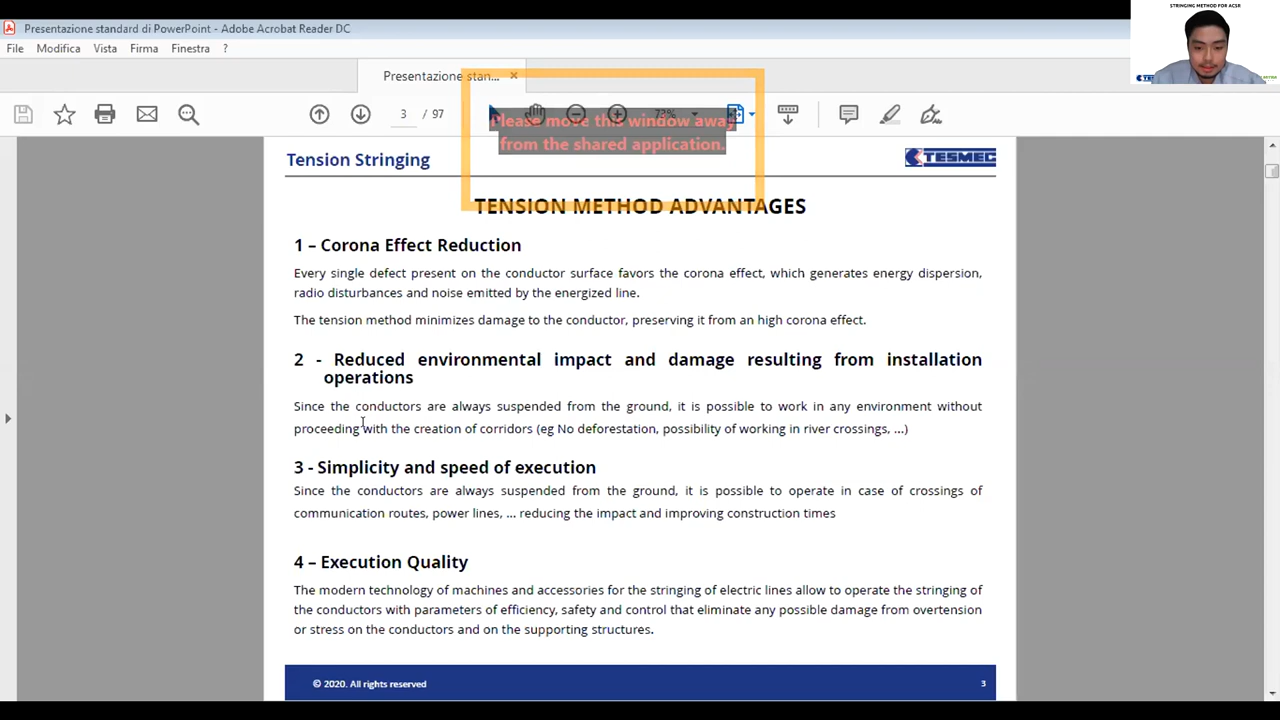 STRINGING METHOD FOR ACSR
Presentazione standard di PowerPoint - Adobe Acrobat Reader DC
File Modifica Vista Firma Finestra ?
Presentazione stan... ×
3 / 97 73%
Please move this window away
from the shared application.
Tension Stringing
TESMEC
TENSION METHOD ADVANTAGES
1 – Corona Effect Reduction
Every single defect present on the conductor surface favors the corona effect, which generates energy dispersion,
radio disturbances and noise emitted by the energized line.
The tension method minimizes damage to the conductor, preserving it from an high corona effect.
2 - Reduced environmental impact and damage resulting from installation
operations
Since the conductors are always suspended from the ground, it is possible to work in any environment without
proceeding with the creation of corridors (eg No deforestation, possibility of working in river crossings, ...)
3 - Simplicity and speed of execution
Since the conductors are always suspended from the ground, it is possible to operate in case of crossings of
communication routes, power lines, ... reducing the impact and improving construction times
4 – Execution Quality
The modern technology of machines and accessories for the stringing of electric lines allow to operate the stringing of
the conductors with parameters of efficiency, safety and control that eliminate any possible damage from overtension
or stress on the conductors and on the supporting structures.
© 2020. All rights reserved 3